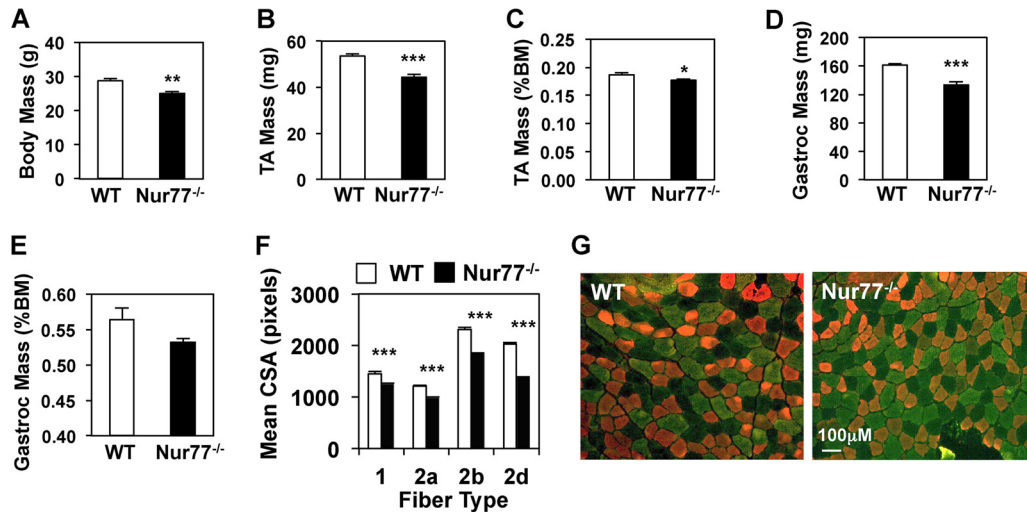 A
Body Mass (g)
40
30
20
10
0
**
WT Nur77-/-
B
TA Mass (mg)
60
40
20
0
***
WT Nur77-/-
C
TA Mass (%BM)
0.25
0.20
0.15
0.10
0.05
0.00
*
WT Nur77-/-
D
Gastroc Mass (mg)
200
160
120
80
40
0
***
WT Nur77-/-
E
Gastroc Mass (%BM)
0.60
0.55
0.50
0.45
0.40
WT Nur77-/-
F
WT Nur77-/-
Mean CSA (pixels)
3000
2000
1000
0
*** *** *** ***
1 2a 2b 2d
Fiber Type
G
WT
Nur77-/-
100μM